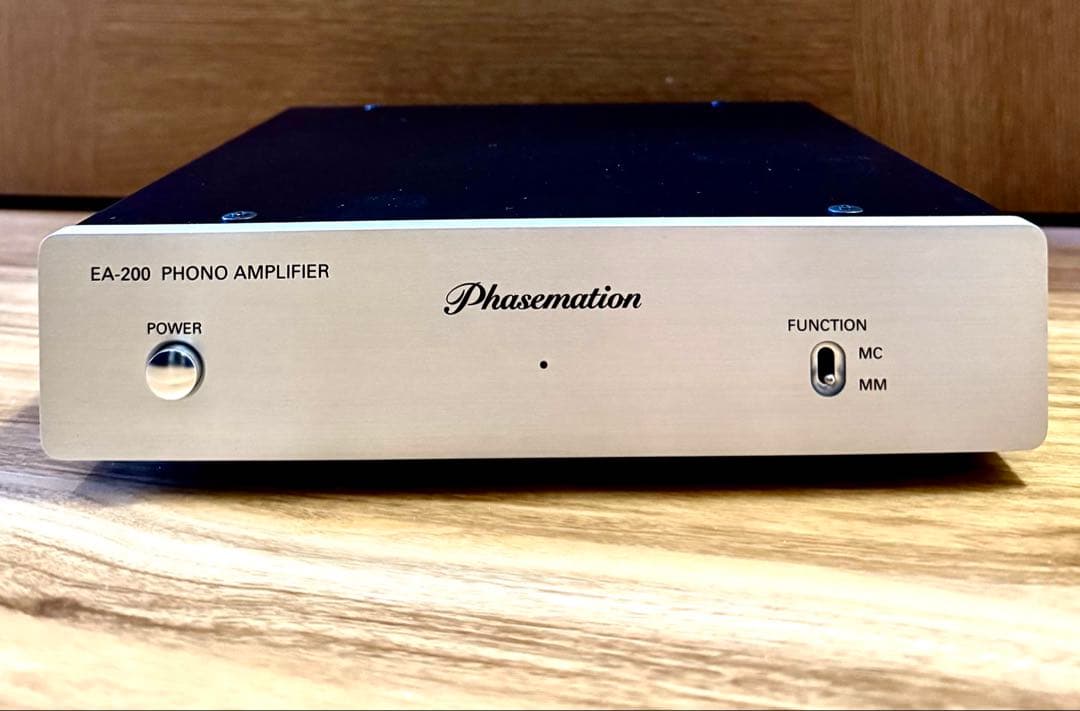 EA-200 PHONO AMPLIFIER
Phasemation
POWER
FUNCTION
MC
MM